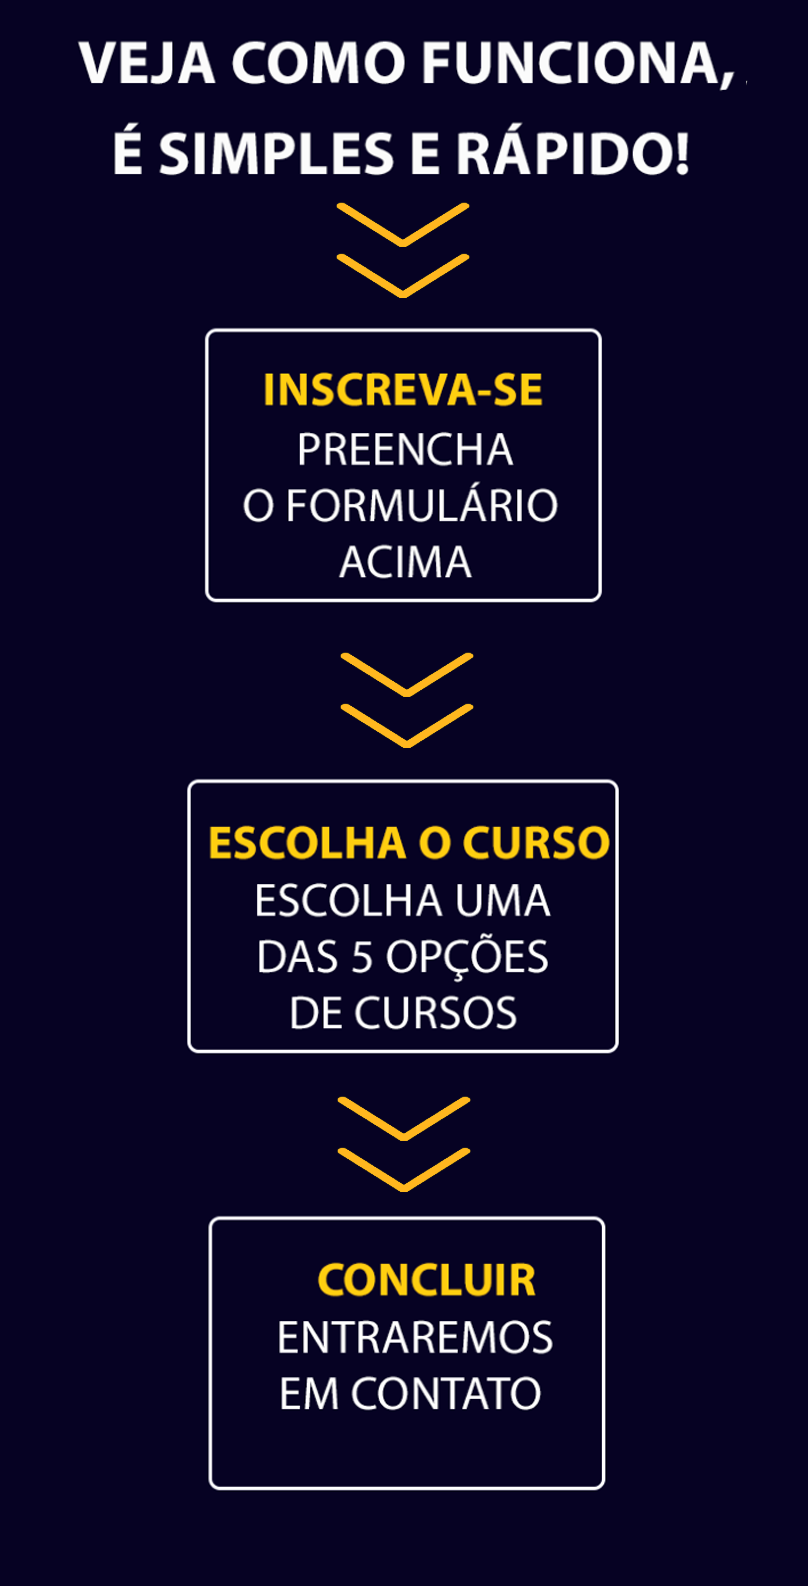 VEJA COMO FUNCIONA,
É SIMPLES E RÁPIDO!
INSCREVA-SE
PREENCHA
O FORMULÁRIO
ACIMA
ESCOLHA O CURSO
ESCOLHA UMA
DAS 5 OPÇÕES
DE CURSOS
CONCLUIR
ENTRAREMOS
EM CONTATO